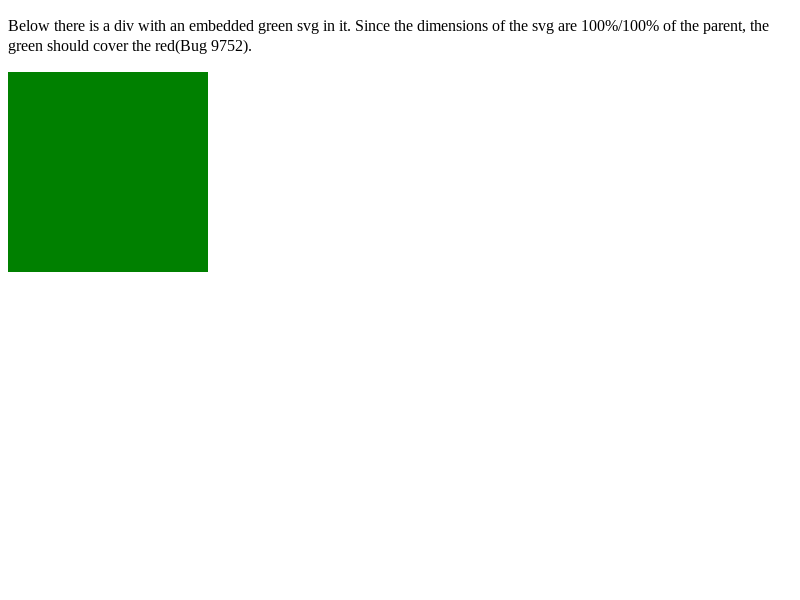 Below there is a div with an embedded green svg in it. Since the dimensions of the svg are 100%/100% of the parent, the
green should cover the red(Bug 9752).